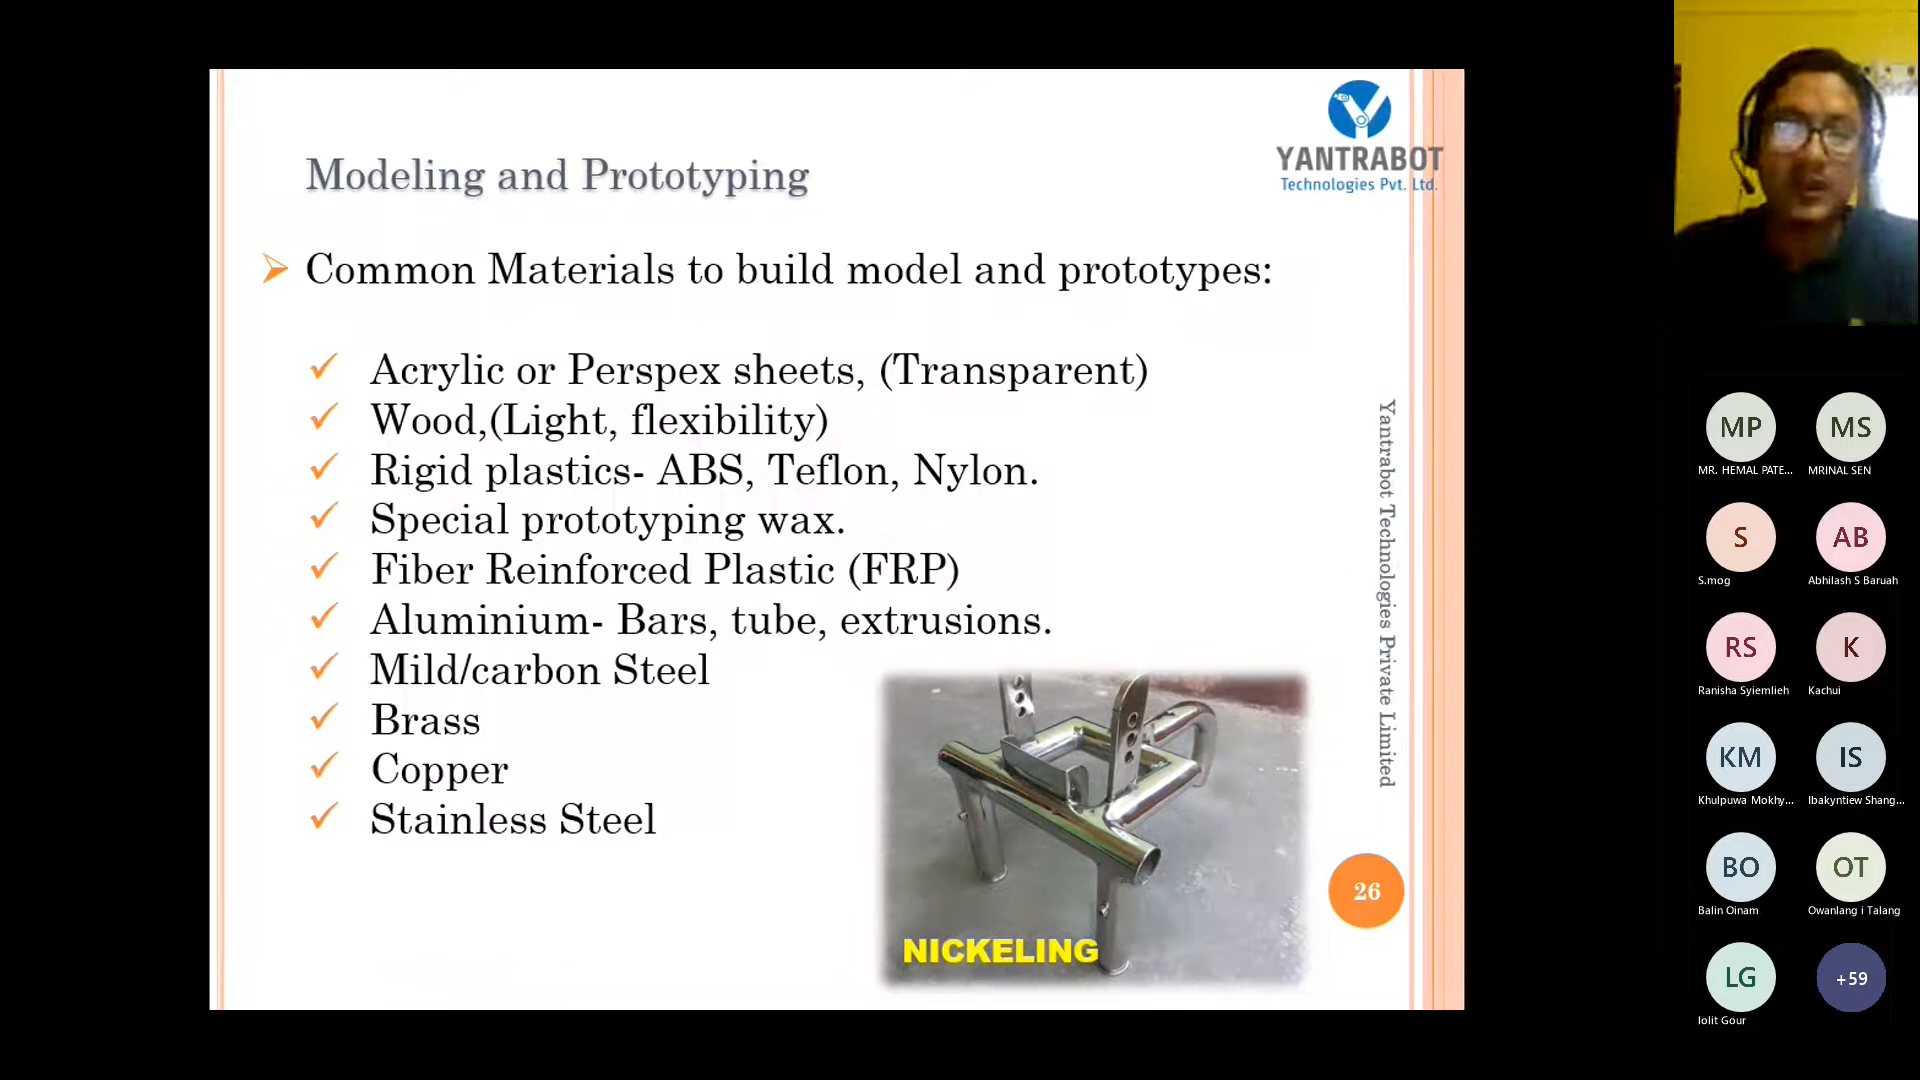 YANTRABOT
Technologies Pvt. Ltd.
Modeling and Prototyping
Common Materials to build model and prototypes:
Acrylic or Perspex sheets, (Transparent)
Wood,(Light, flexibility)
Rigid plastics- ABS, Teflon, Nylon.
Special prototyping wax.
Fiber Reinforced Plastic (FRP)
Aluminium- Bars, tube, extrusions.
Mild/carbon Steel
Brass
Copper
Stainless Steel
NICKELING
Yantrabot Technologies Private Limited
26
MP
MR. HEMAL PATE...
MS
MRINAL SEN
S
S.mog
AB
Abhilash S Baruah
RS
Ranisha Syiemlieh
K
Kachui
KM
Khulpuwa Mokhy...
IS
Ibakyntiew Shang...
BO
Balin Oinam
OT
Owanlang i Talang
LG
lolit Gour
+59